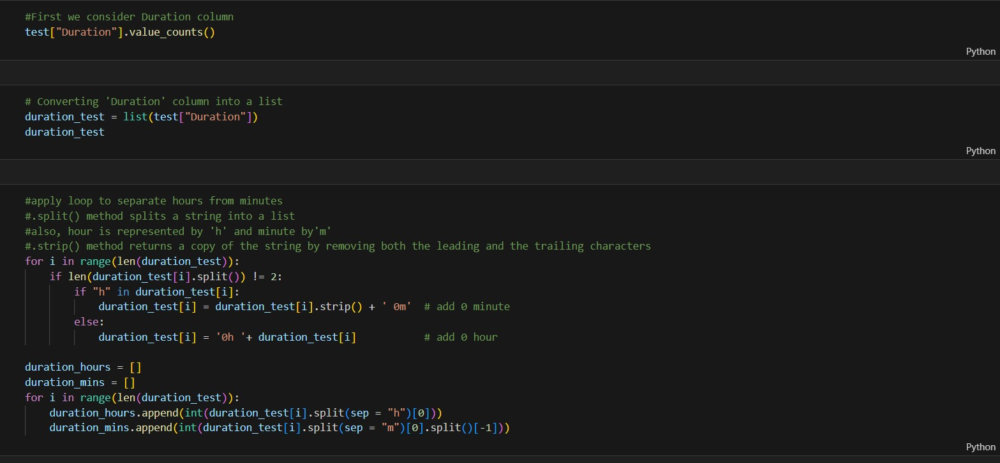 #First we consider Duration column
test["Duration"].value_counts()
Python
# Converting 'Duration' column into a list
duration_test = list(test["Duration"])
duration_test
Python
#apply loop to separate hours from minutes
#.split() method splits a string into a list
#also, hour is represented by 'h' and minute by'm'
#.strip() method returns a copy of the string by removing both the leading and the trailing characters
for i in range(len(duration_test)):
    if len(duration_test[i].split()) != 2:
        if "h" in duration_test[i]:
            duration_test[i] = duration_test[i].strip() + ' 0m'  # add 0 minute
        else:
            duration_test[i] = '0h '+ duration_test[i]           # add 0 hour
duration_hours = []
duration_mins = []
for i in range(len(duration_test)):
    duration_hours.append(int(duration_test[i].split(sep = "h")[0]))
    duration_mins.append(int(duration_test[i].split(sep = "m")[0].split()[-1]))
Python